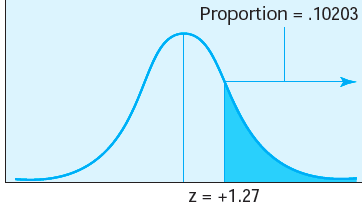 Proportion = .10203
z = +1.27